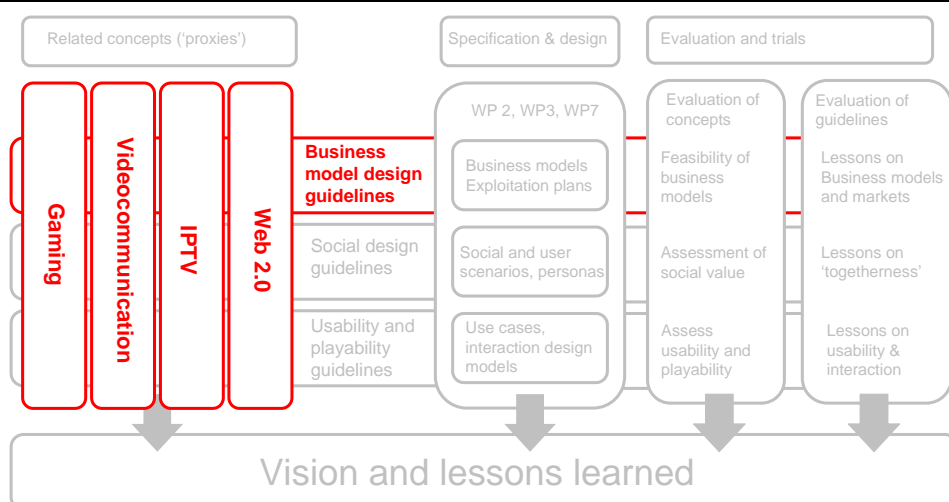 Related concepts (‘proxies’)
Specification & design
Evaluation and trials
Gaming
Videocommunication
IPTV
Web 2.0
Business
model design
guidelines
Social design
guidelines
Usability and
playability
guidelines
WP 2, WP3, WP7
Business models
Exploitation plans
Social and user
scenarios, personas
Use cases,
interaction design
models
Evaluation of
concepts
Feasibility of
business
models
Assessment of
social value
Assess
usability and
playability
Evaluation of
guidelines
Lessons on
Business models
and markets
Lessons on
‘togetherness’
Lessons on
usability &
interaction
Vision and lessons learned